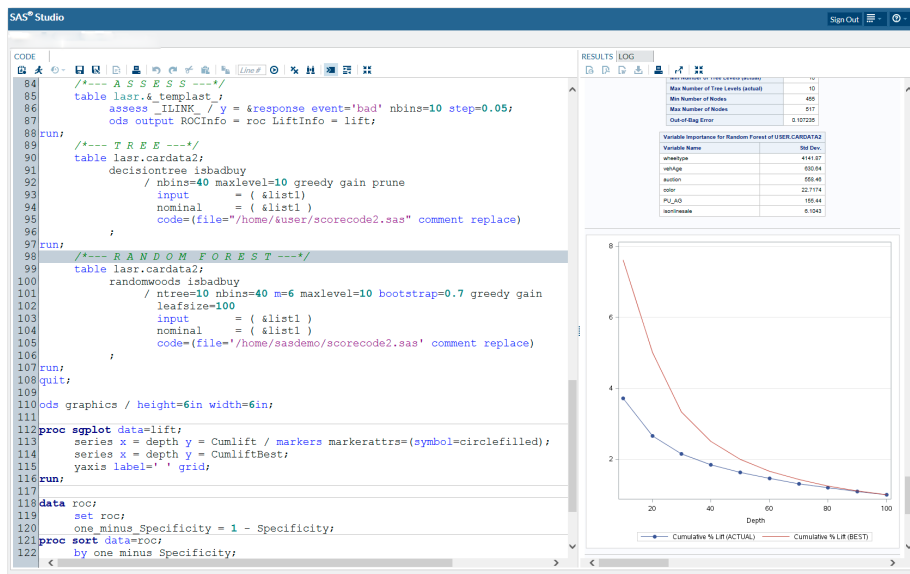 SAS® Studio
Sign Out
CODE
RESULTS LOG
Line #
84 /*--- A S S E S S ---*/
85 table lasr.&_templast_;
86 assess _ILINK_ / y = &response event='bad' nbins=10 step=0.05;
87 ods output ROCInfo = roc LiftInfo = lift;
88 run;
89 /*--- T R E E ---*/
90 table lasr.cardata2;
91 decisiontree isbadbuy
92 / nbins=40 maxlevel=10 greedy gain prune
93 input = ( &list1)
94 nominal = ( &list1 )
95 code=(file="/home/&user/scorecode2.sas" comment replace)
96 ;
97 run;
98 /*--- R A N D O M F O R E S T ---*/
99 table lasr.cardata2;
100 randomwoods isbadbuy
101 / ntree=10 nbins=40 m=6 maxlevel=10 bootstrap=0.7 greedy gain
102 leafsize=100
103 input = ( &list1 )
104 nominal = ( &list1 )
105 code=(file='/home/sasdemo/scorecode2.sas' comment replace)
106 ;
107 run;
108 quit;
109
110 ods graphics / height=6in width=6in;
111
112 proc sgplot data=lift;
113 series x = depth y = Cumlift / markers markerattrs=(symbol=circlefilled);
114 series x = depth y = CumliftBest;
115 yaxis label=' ' grid;
116 run;
117
118 data roc;
119 set roc;
120 one_minus_Specificity = 1 - Specificity;
121 proc sort data=roc;
122 by one minus Specificity;
Min Number of Tree Levels (actual) 10
Max Number of Tree Levels (actual) 10
Min Number of Nodes 455
Max Number of Nodes 517
Out-of-Bag Error 0.107235
Variable Importance for Random Forest of USER.CARDATA2
Variable Name Std Dev.
wheeltype 4141.87
vehAge 630.64
auction 558.46
color 22.7174
PU_AG 155.44
isonlinesale 5.1043
8
6
4
2
20 40 60 80 100
Depth
Cumulative % Lift (ACTUAL) Cumulative % Lift (BEST)